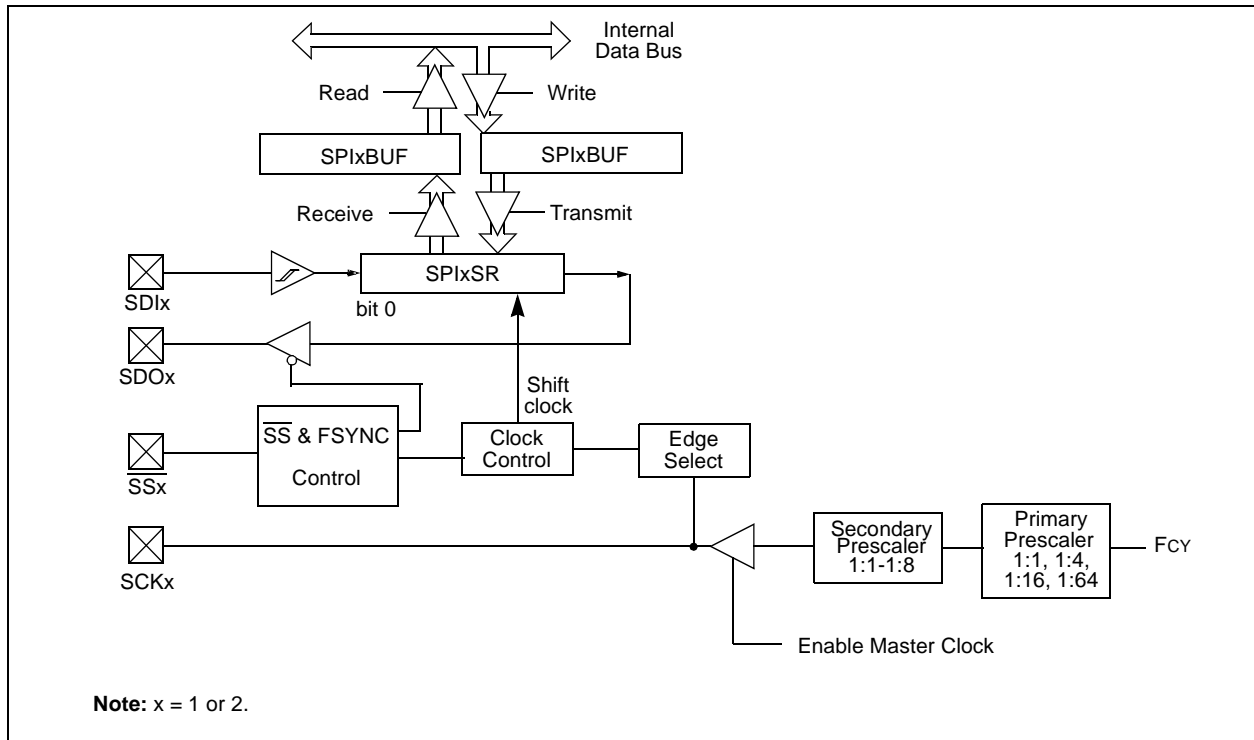 Internal
Data Bus
Read
Write
SPIxBUF
SPIxBUF
Receive
Transmit
SPIxSR
SDIx
bit 0
SDOx
Shift
clock
SS & FSYNC
Control
Clock
Control
Edge
Select
SSx
SCKx
Secondary
Prescaler
1:1-1:8
Primary
Prescaler
1:1, 1:4,
1:16, 1:64
FCY
Enable Master Clock
Note: x = 1 or 2.